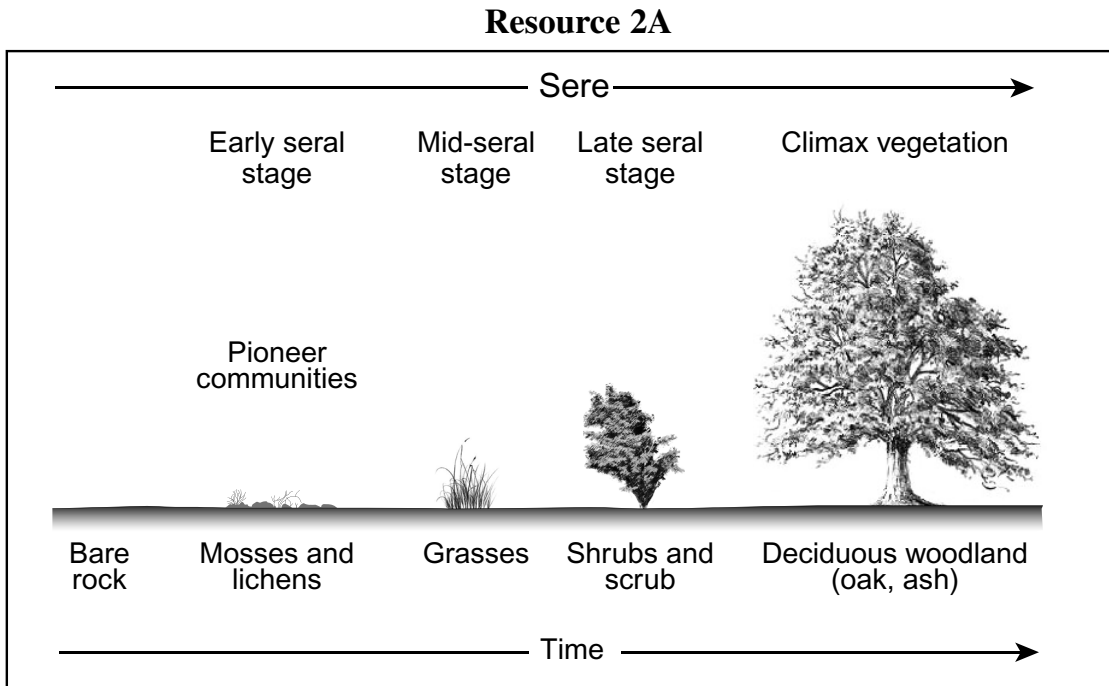 Resource 2A
Sere
Early seral
stage
Mid-seral
stage
Late seral
stage
Climax vegetation
Pioneer
communities
Bare
rock
Mosses and
lichens
Grasses
Shrubs and
scrub
Deciduous woodland
(oak, ash)
Time